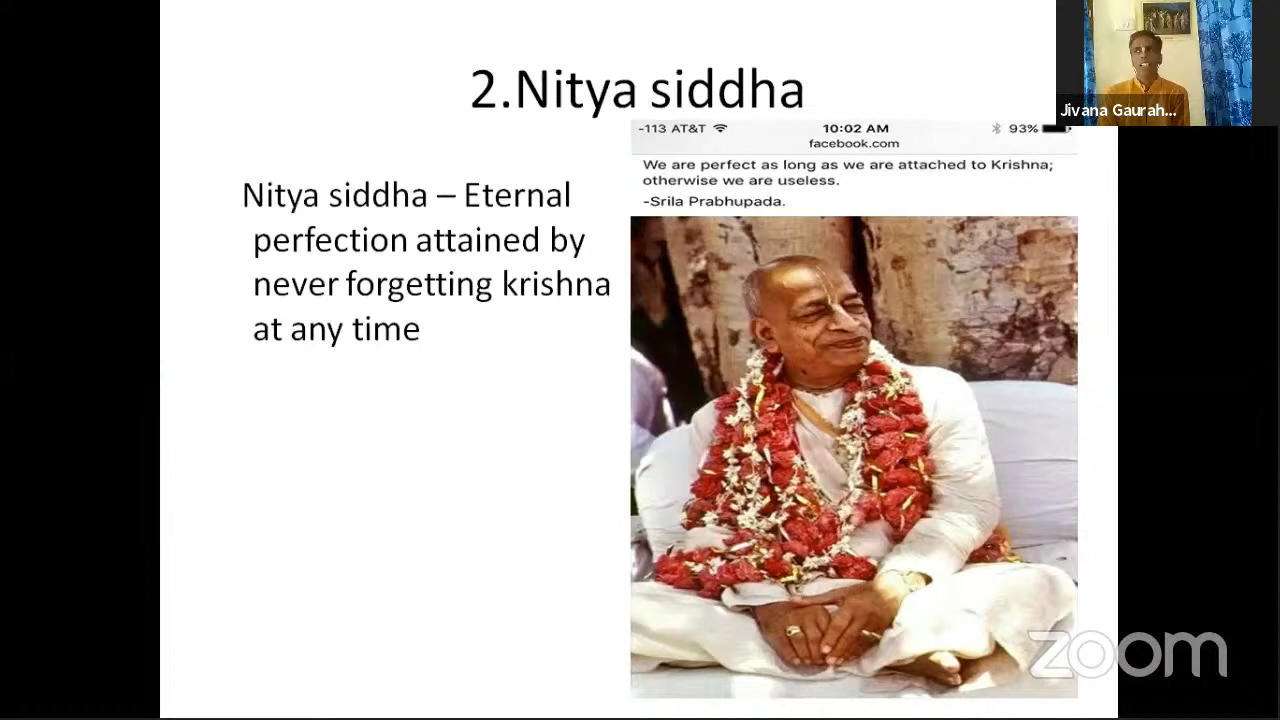 2.Nitya siddha
Jivana Gaurah...
-113 AT&T 10:02 AM 93%
facebook.com
We are perfect as long as we are attached to Krishna;
otherwise we are useless.
-Srila Prabhupada.
Nitya siddha – Eternal
perfection attained by
never forgetting krishna
at any time
zoom